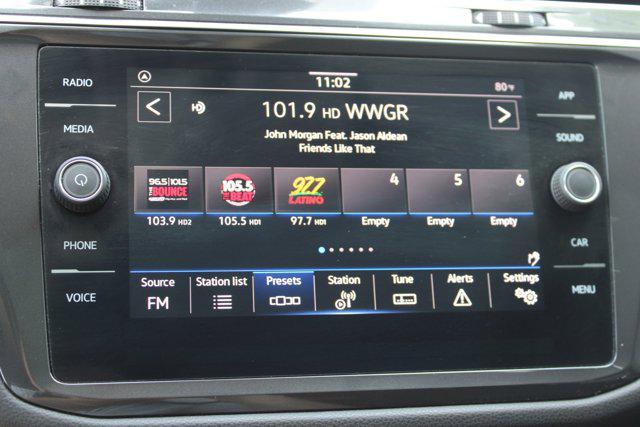 RADIO
MEDIA
PHONE
VOICE
11:02
80°F
101.9 HD WWGR
John Morgan Feat. Jason Aldean
Friends Like That
96.5|101.5
THE BOUNCE
105.5
THE BEAT
97.7
LATINO
4
5
6
103.9 HD2
105.5 HD1
97.7 HD1
Empty
Empty
Empty
Source
FM
Station list
Presets
Station
Tune
Alerts
Settings
APP
SOUND
CAR
MENU